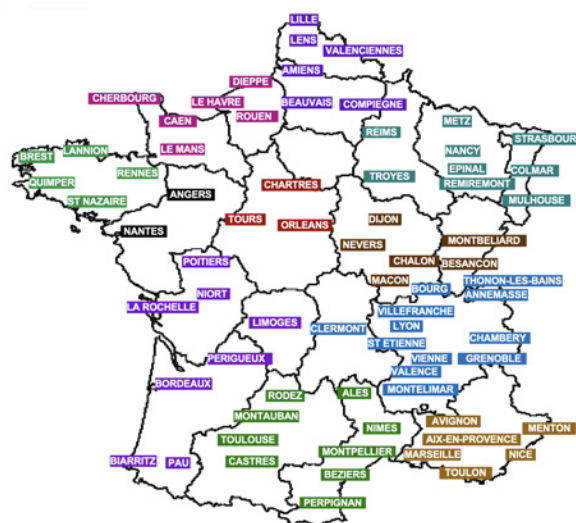 LILLE
LENS
VALENCIENNES
AMIENS
DIEPPE
CHERBOURG
LE HAVRE
BEAUVAIS
COMPIEGNE
ROUEN
CAEN
METZ
REIMS
STRASBOUR
LE MANS
LANNION
NANCY
BREST
EPINAL
COLMAR
RENNES
TROYES
QUIMPER
REMIREMONT
CHARTRES
ANGERS
MULHOUSE
ST NAZAIRE
TOURS
DIJON
ORLEANS
NANTES
MONTBELIARD
NEVERS
CHALON
BESANCON
POITIERS
MACON
THONON-LES-BAINS
BOURG
NIORT
ANNEMASSE
LA ROCHELLE
VILLEFRANCHE
LIMOGES
LYON
CLERMONT
CHAMBERY
ST ETIENNE
PERIGUEUX
VIENNE
GRENOBLE
VALENCE
BORDEAUX
MONTELIMAR
RODEZ
ALES
MONTAUBAN
AVIGNON
NIMES
MENTON
TOULOUSE
AIX-EN-PROVENCE
MONTPELLIER
MARSEILLE
NICE
BIARRITZ
PAU
CASTRES
BEZIERS
TOULON
PERPIGNAN